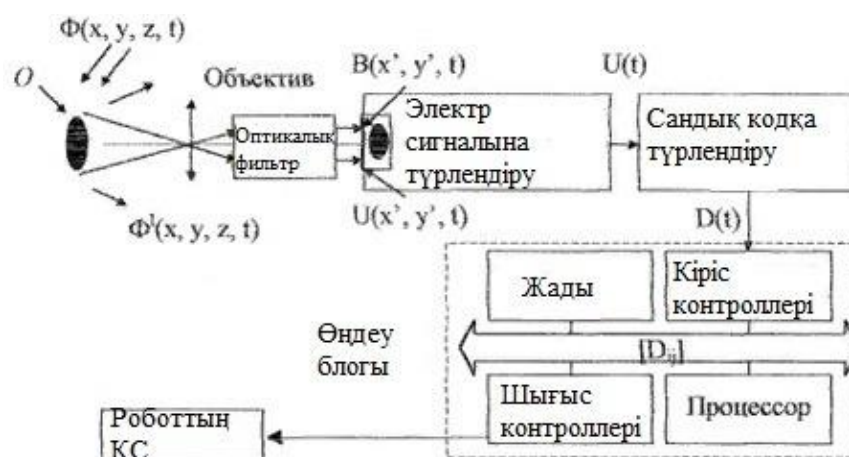 Φ(x, y, z, t)
O
Объектив
B(x’, y’, t)
U(t)
Оптикалық
фильтр
Электр
сигналына
түрлендіру
Сандық кодқа
түрлендіру
Φ¹(x, y, z, t)
U(x’, y’, t)
D(t)
Жады
Кіріс
контроллері
Өңдеу
блогы
[Dij]
Шығыс
контроллері
Процессор
Роботтың
КС